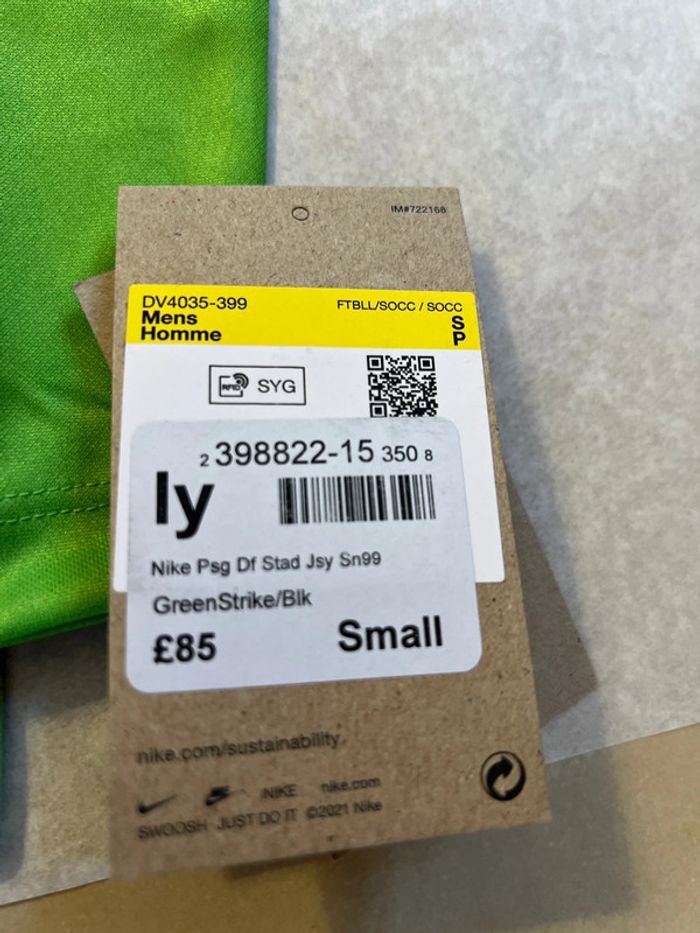 IM#722168
DV4035-399
FTBLL/SOCC / SOCC
Mens
S
Homme
P
RFID SYG
2 398822-15 350 8
ly
Nike Psg Df Stad Jsy Sn99
GreenStrike/Blk
£85 Small
nike.com/sustainability
NIKE nike.com
SWOOSH JUST DO IT ©2021 Nike